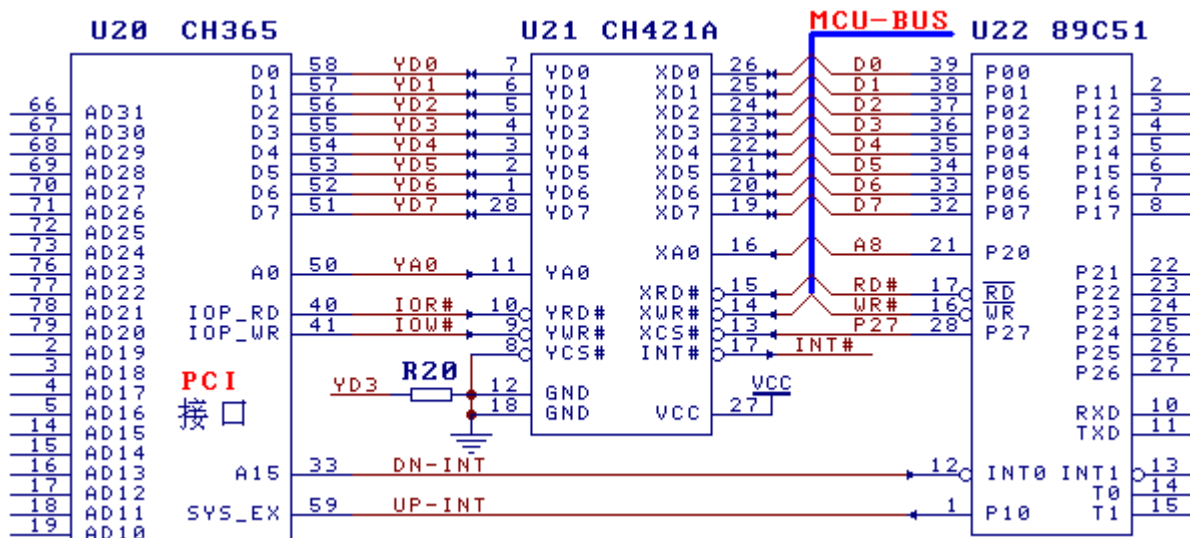 U20 CH365 U21 CH421A MCU-BUS U22 89C51
D0 58 YD0 7 YD0 XD0 26 D0 39 P00
D1 57 YD1 6 YD1 XD1 25 D1 38 P01 P11 2
66 AD31 D2 56 YD2 5 YD2 XD2 24 D2 37 P02 P12 3
67 AD30 D3 55 YD3 4 YD3 XD3 23 D3 36 P03 P13 4
68 AD29 D4 54 YD4 3 YD4 XD4 22 D4 35 P04 P14 5
69 AD28 D5 53 YD5 2 YD5 XD5 21 D5 34 P05 P15 6
70 AD27 D6 52 YD6 1 YD6 XD6 20 D6 33 P06 P16 7
71 AD26 D7 51 YD7 28 YD7 XD7 19 D7 32 P07 P17 8
72 AD25
73 AD24 XA0 16 A8 21 P20
76 AD23 A0 50 YA0 11 YA0 P21 22
77 AD22 XRD# 15 RD# 17 RD P22 23
78 AD21 IOP_RD 40 IOR# 10 YRD# XWR# 14 WR# 16 WR P23 24
79 AD20 IOP_WR 41 IOW# 9 YWR# XCS# 13 P27 28 P27 P24 25
2 AD19 8 YCS# INT# 17 INT# P25 26
3 AD18 P26 27
4 AD17 PCI YD3 R20 12 GND VCC
5 AD16 接口 18 GND VCC 27 RXD 10
14 AD15 TXD 11
15 AD14
16 AD13 A15 33 DN-INT 12 INT0 INT1 13
17 AD12 T0 14
18 AD11 SYS_EX 59 UP-INT 1 P10 T1 15
19 AD10